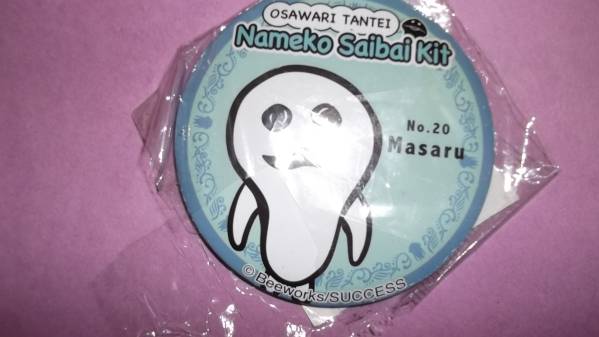 OSAWARI TANTEI
Nameko Saibai Kit
No.20
Masaru
© Beeworks/SUCCESS